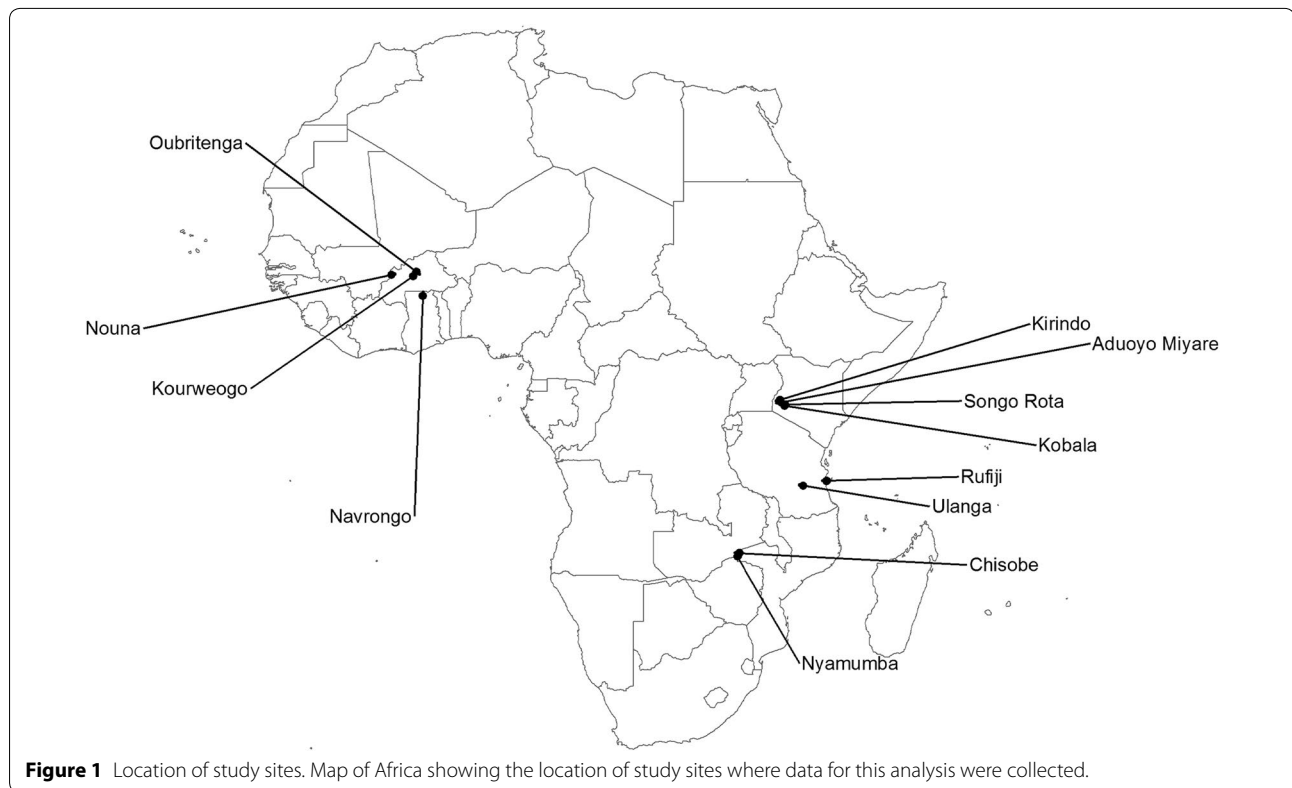 Oubritenga
Nouna
Kourweogo
Navrongo
Kirindo
Aduoyo Miyare
Songo Rota
Kobala
Rufiji
Ulanga
Chisobe
Nyamumba
Figure 1 Location of study sites. Map of Africa showing the location of study sites where data for this analysis were collected.